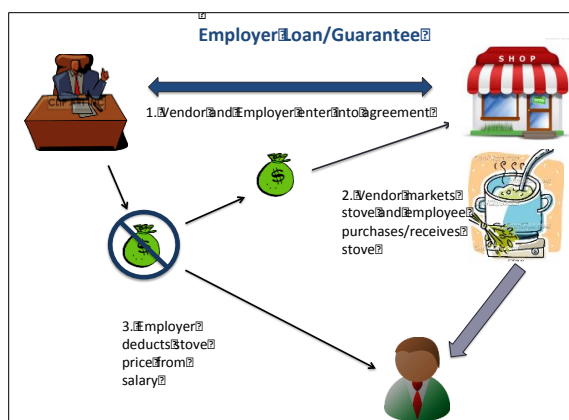 Employer Loan/Guarantee
SHOP
1. Vendor and Employer enter into agreement
2. Vendor markets
stove and employee
purchases/receives
stove
3. Employer
deducts stove
price from
salary